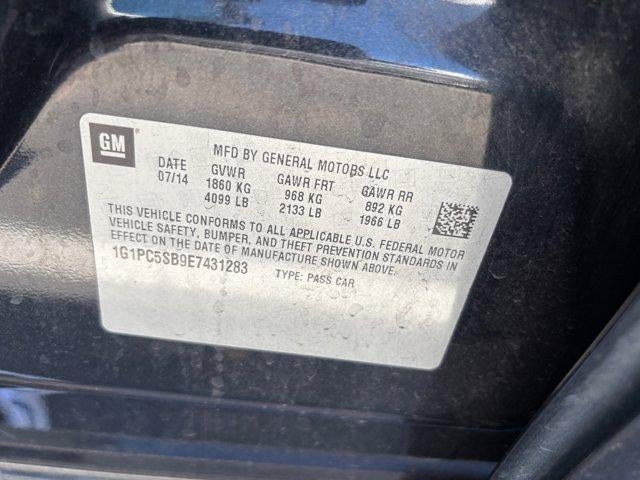 GM
MFD BY GENERAL MOTORS LLC
DATE GVWR GAWR FRT GAWR RR
07/14 1860 KG 968 KG 892 KG
4099 LB 2133 LB 1966 LB
THIS VEHICLE CONFORMS TO ALL APPLICABLE U.S. FEDERAL MOTOR
VEHICLE SAFETY, BUMPER, AND THEFT PREVENTION STANDARDS IN
EFFECT ON THE DATE OF MANUFACTURE SHOWN ABOVE.
1G1PC5SB9E7431283 TYPE: PASS CAR